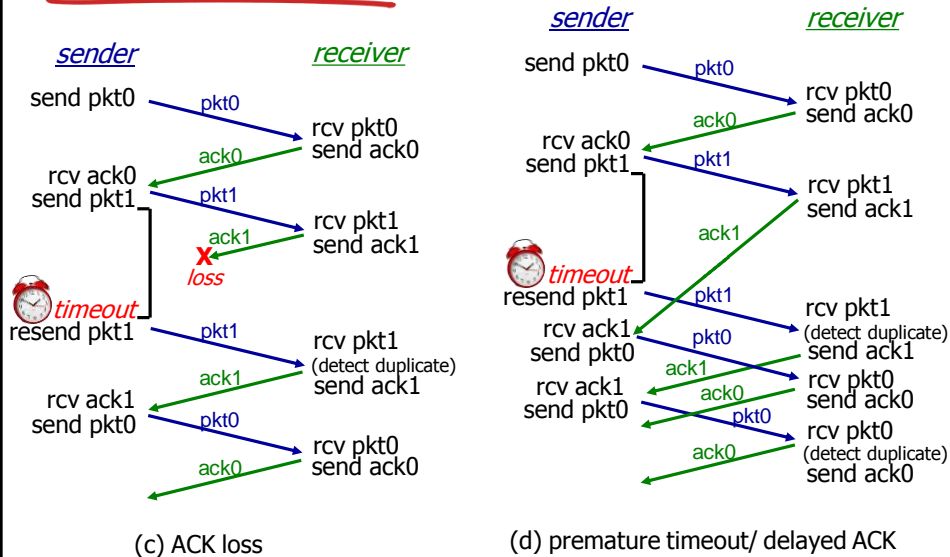 sender
receiver
send pkt0
pkt0
rcv pkt0
send ack0
ack0
rcv ack0
send pkt1
pkt1
rcv pkt1
send ack1
ack1
X
loss
timeout
resend pkt1
pkt1
rcv pkt1
(detect duplicate)
send ack1
ack1
rcv ack1
send pkt0
pkt0
rcv pkt0
send ack0
ack0
(c) ACK loss
sender
receiver
send pkt0
pkt0
rcv pkt0
send ack0
ack0
rcv ack0
send pkt1
pkt1
rcv pkt1
send ack1
ack1
timeout
resend pkt1
pkt1
rcv pkt1
(detect duplicate)
send ack1
rcv ack1
send pkt0
pkt0
ack1
rcv pkt0
send ack0
rcv ack1
send pkt0
ack0
pkt0
rcv pkt0
(detect duplicate)
send ack0
ack0
(d) premature timeout/ delayed ACK